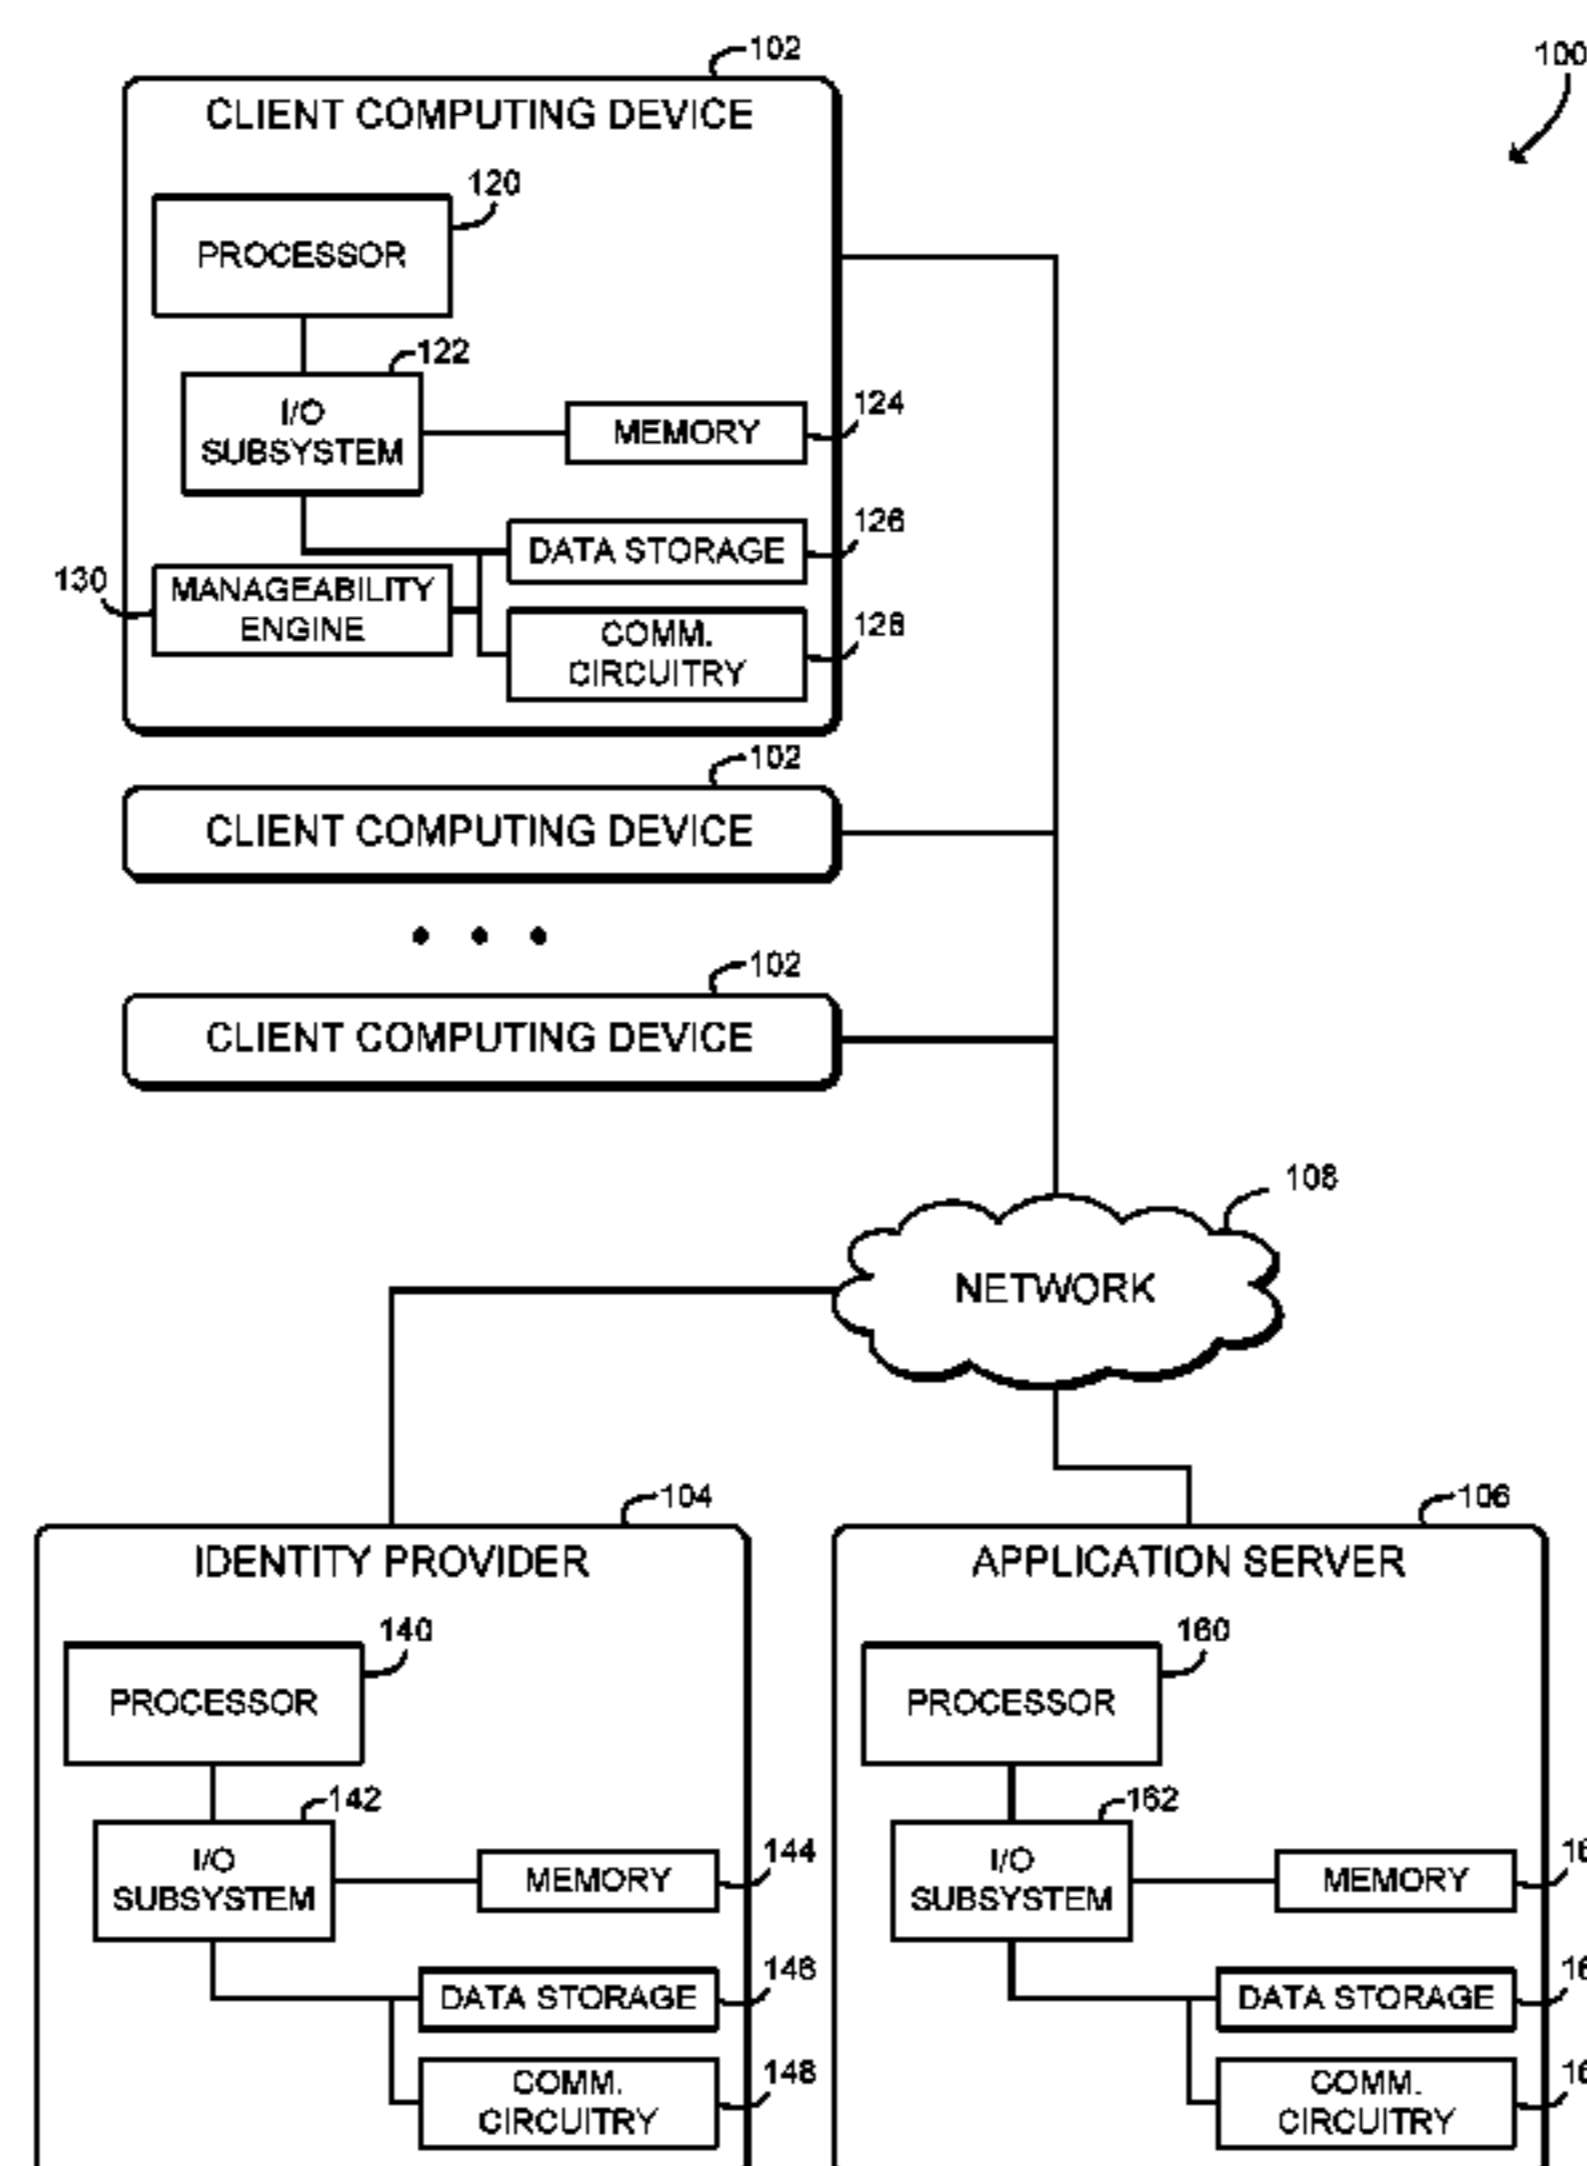 102
100
CLIENT COMPUTING DEVICE
120
PROCESSOR
122
I/O
SUBSYSTEM
124
MEMORY
126
DATA STORAGE
130
MANAGEABILITY
ENGINE
128
COMM.
CIRCUITRY
102
CLIENT COMPUTING DEVICE
102
CLIENT COMPUTING DEVICE
108
NETWORK
104
IDENTITY PROVIDER
140
PROCESSOR
142
I/O
SUBSYSTEM
144
MEMORY
146
DATA STORAGE
148
COMM.
CIRCUITRY
106
APPLICATION SERVER
160
PROCESSOR
162
I/O
SUBSYSTEM
MEMORY
DATA STORAGE
COMM.
CIRCUITRY